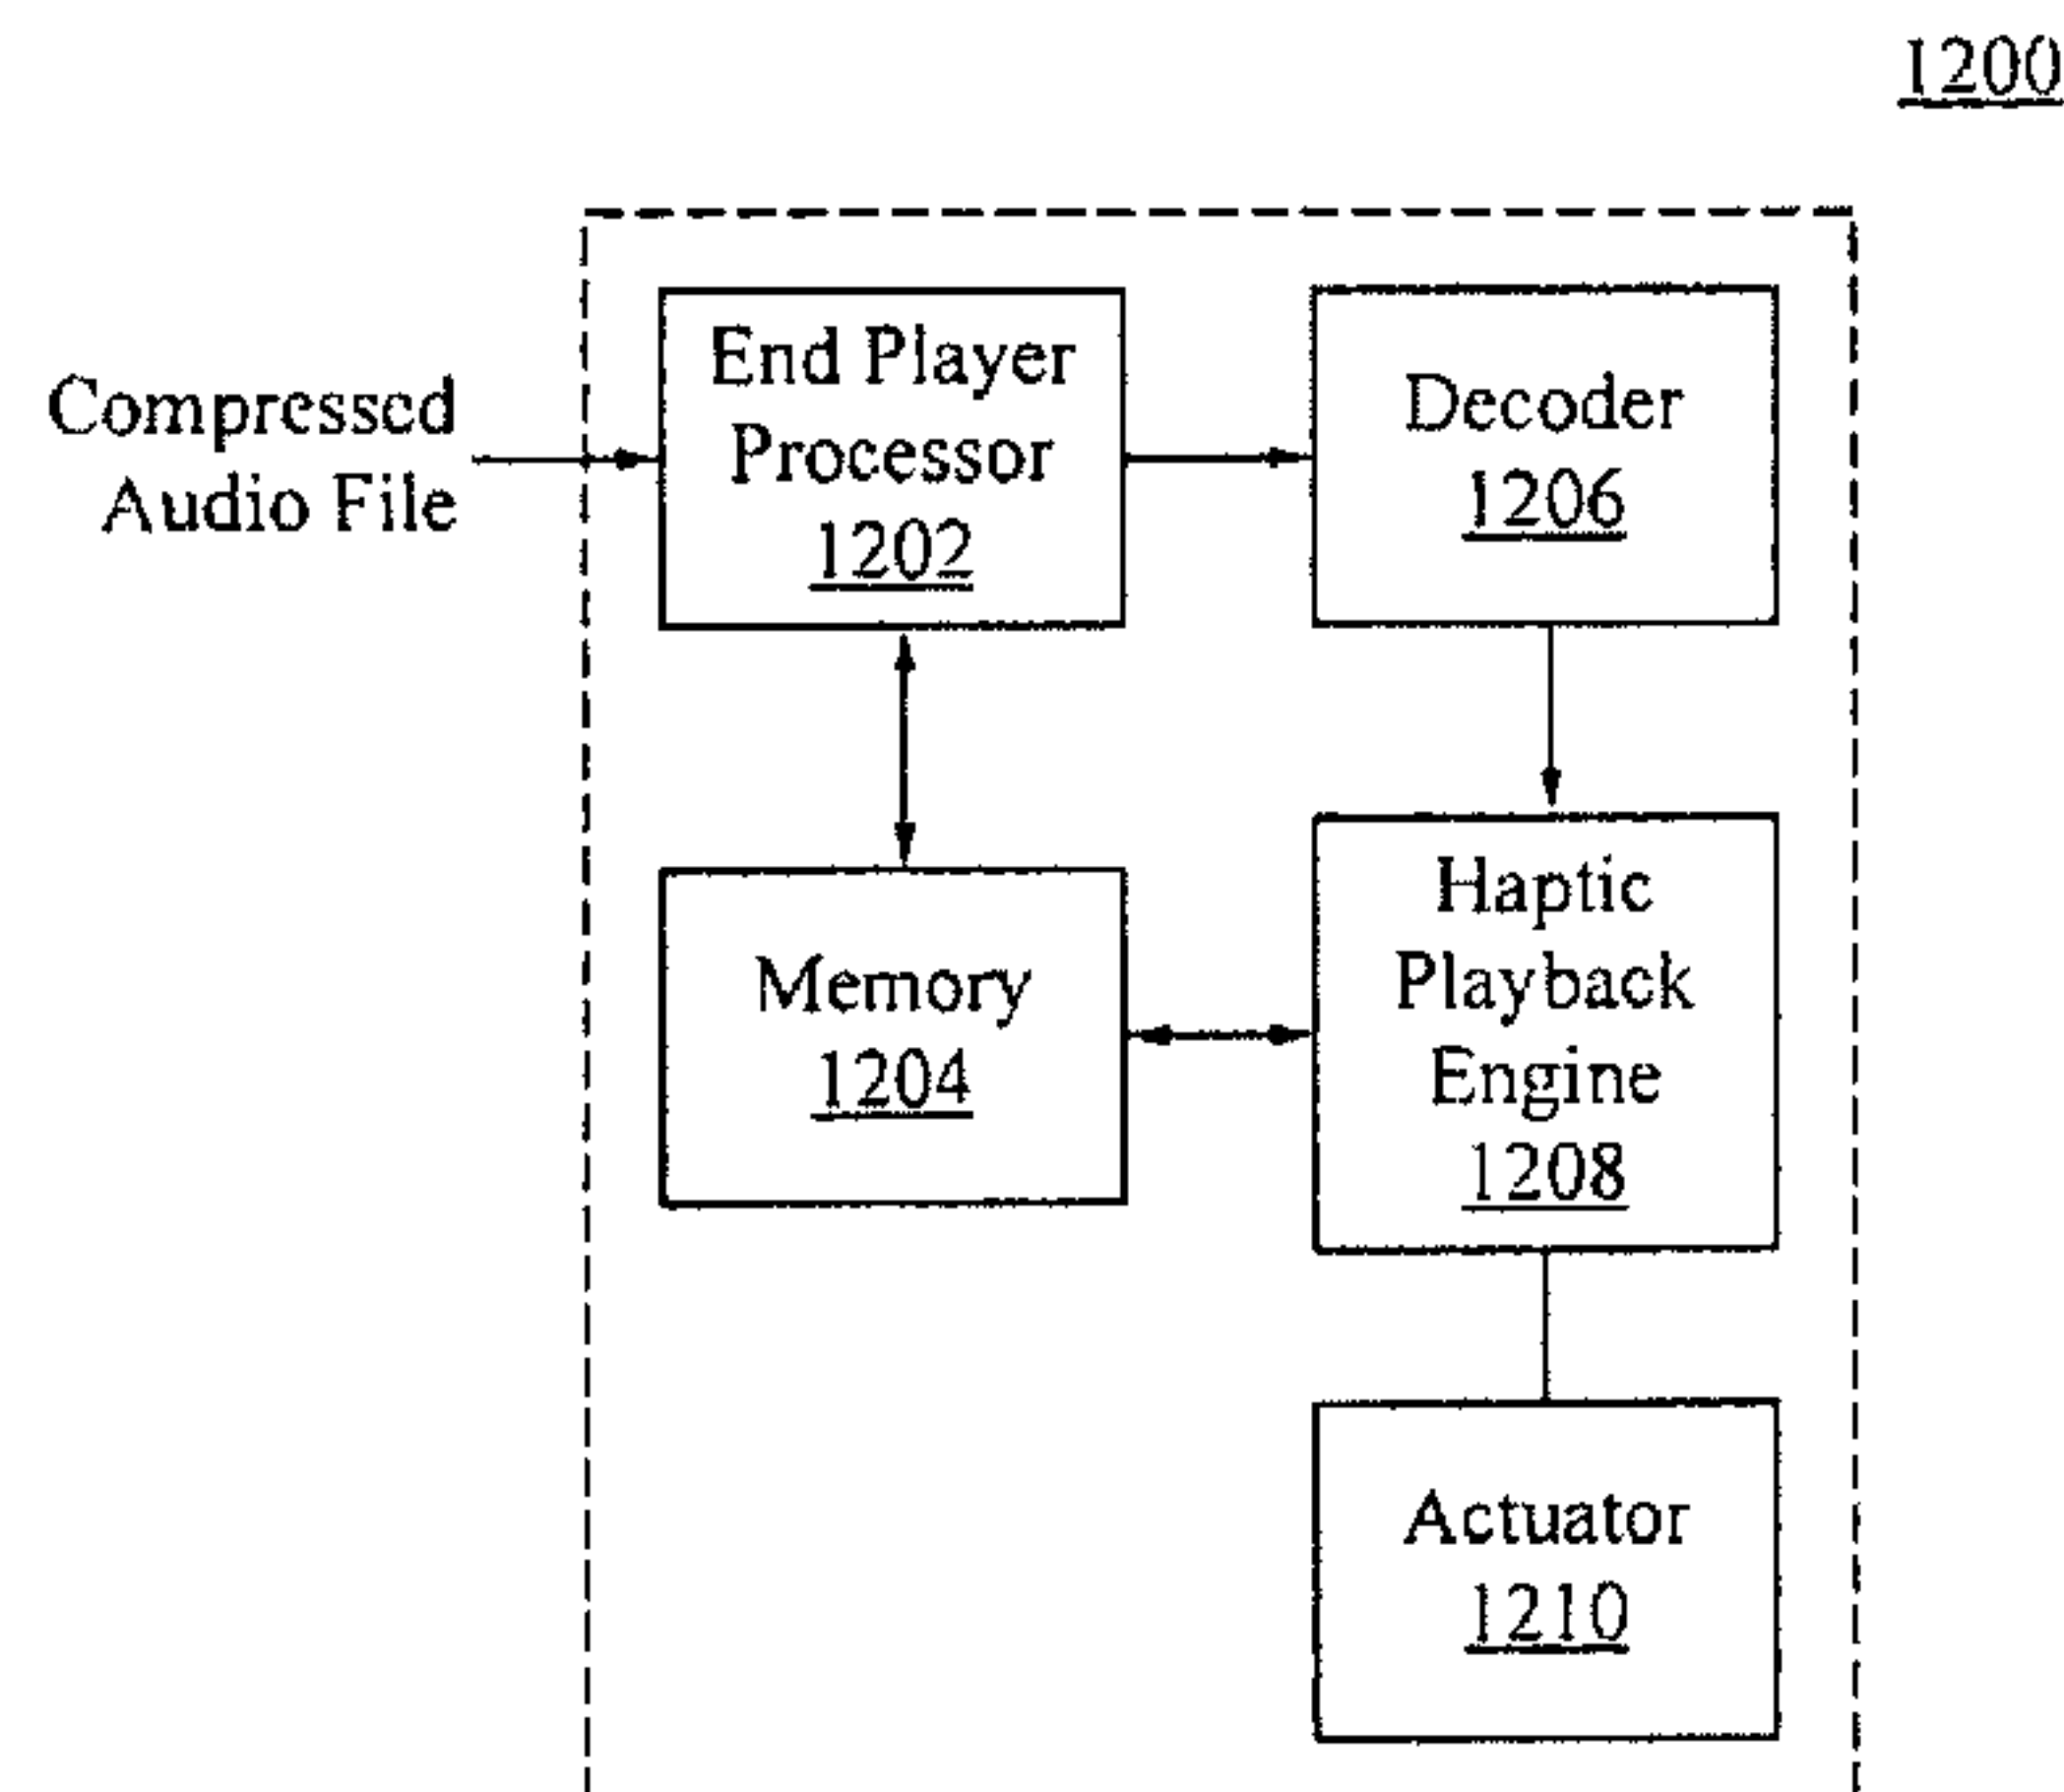 1200
Compressed
Audio File
End Player
Processor
1202
Decoder
1206
Memory
1204
Haptic
Playback
Engine
1208
Actuator
1210